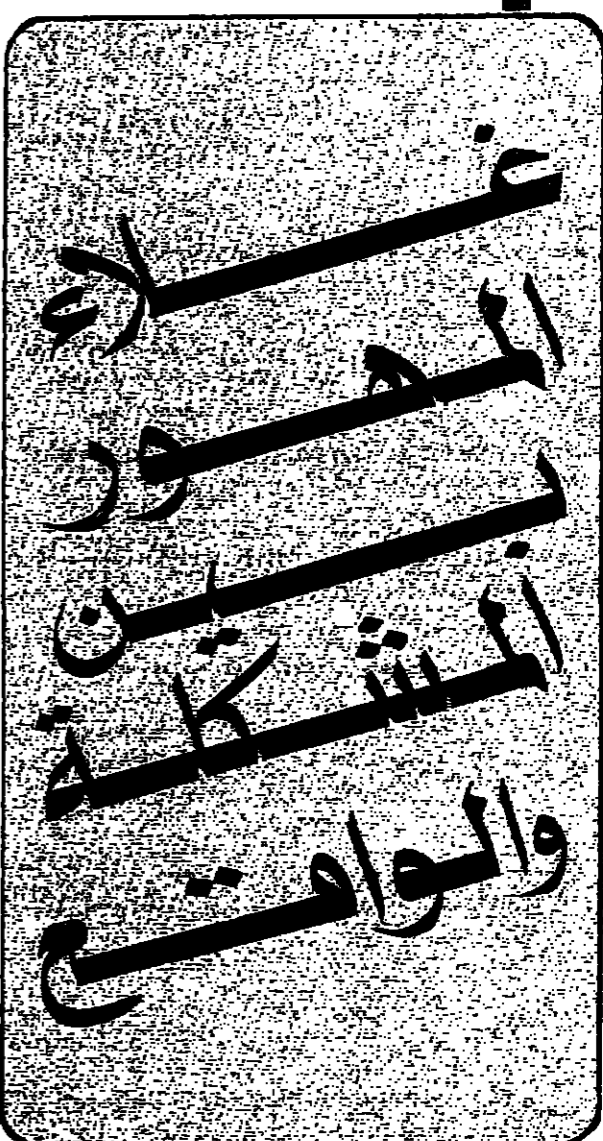 غلاء
المهور
بين
المشكلة
والواقع